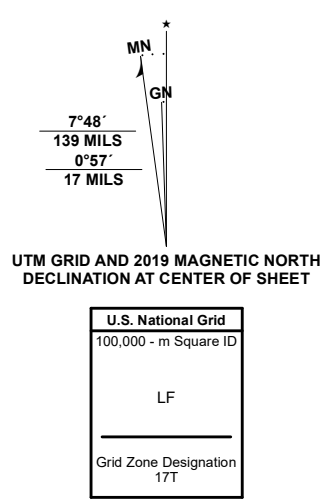 MN
GN
7°48´
139 MILS
0°57´
17 MILS
UTM GRID AND 2019 MAGNETIC NORTH
DECLINATION AT CENTER OF SHEET
U.S. National Grid
100,000 - m Square ID
LF
Grid Zone Designation
17T